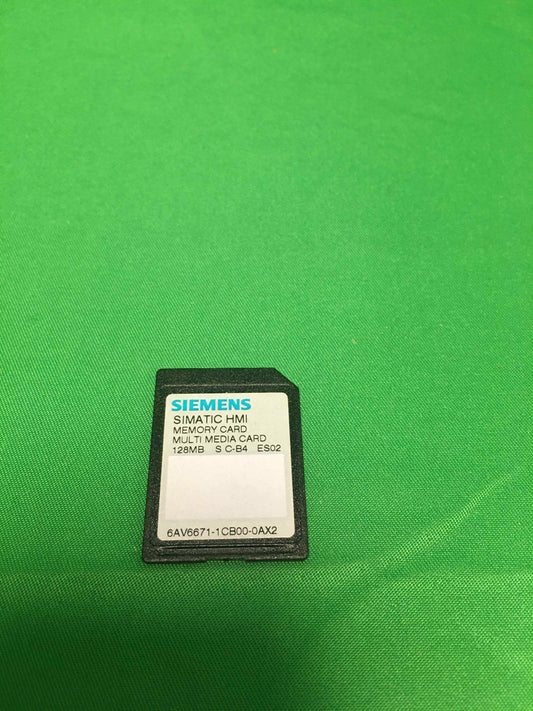 SIEMENS
SIMATIC HMI
MEMORY CARD
MULTI MEDIA CARD
128MB S C-B4 ES02
6AV6671-1CB00-0AX2